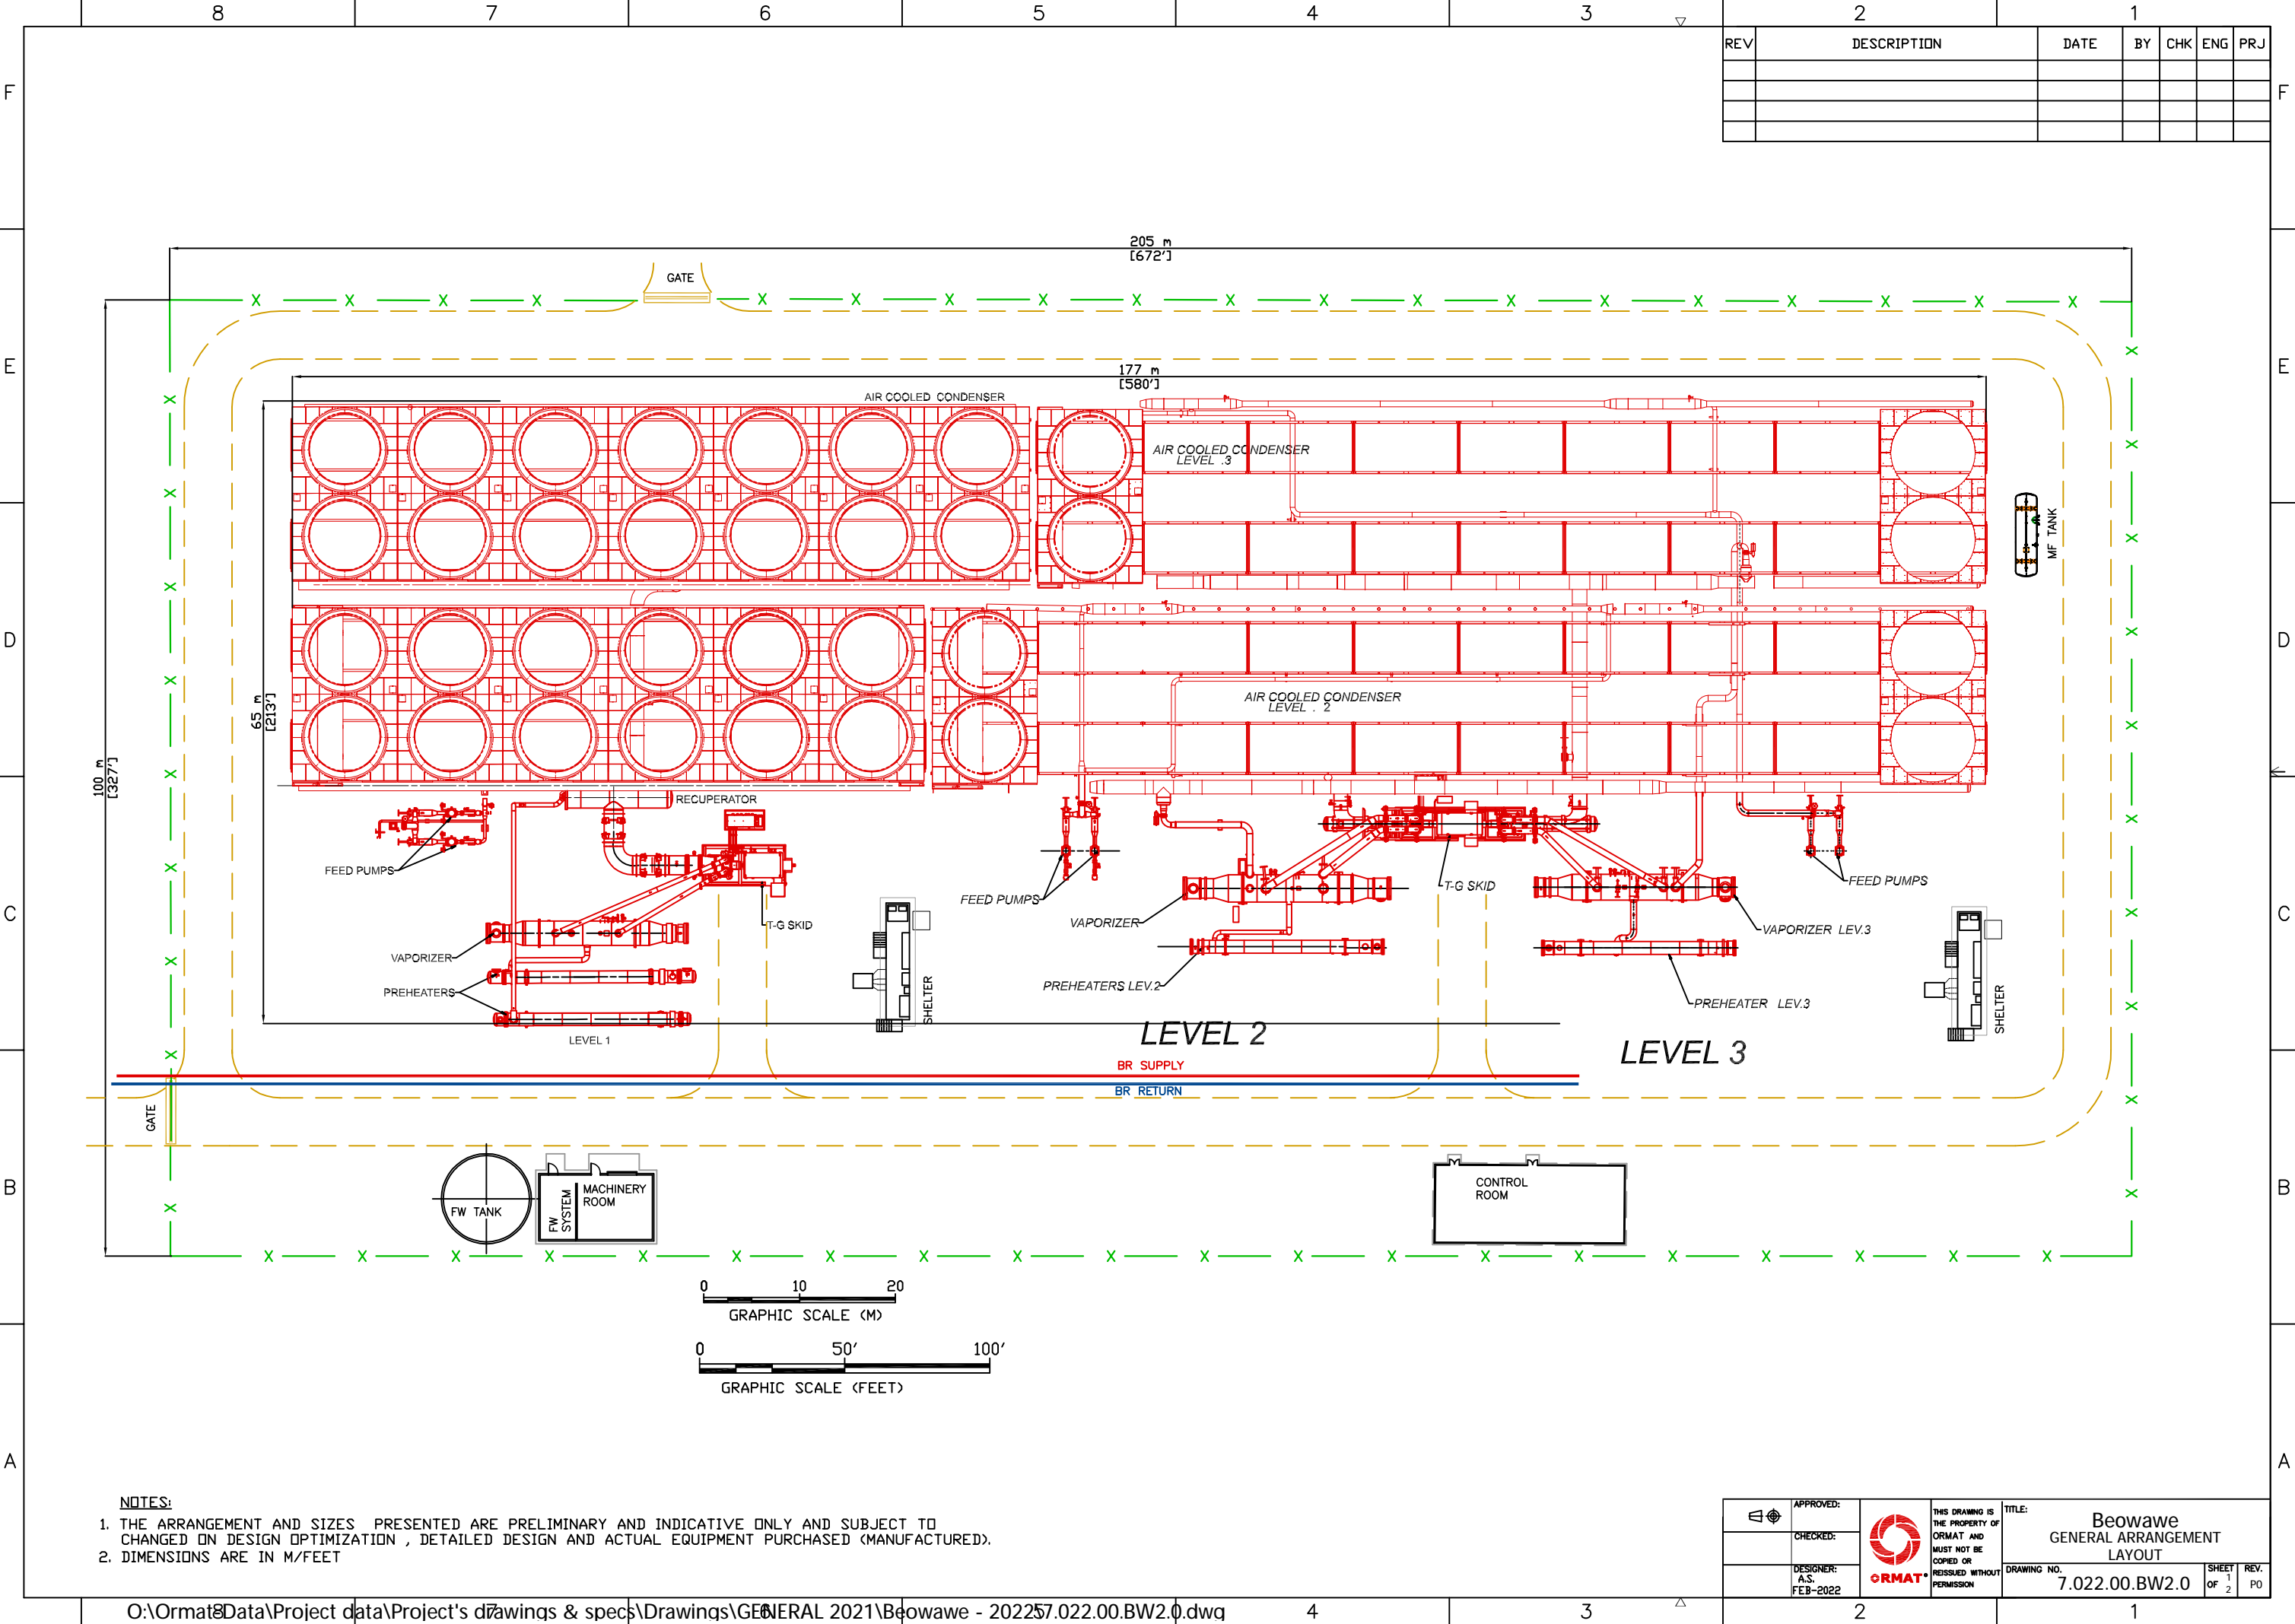 8 7 6 5 4 3 2 1
REV DESCRIPTION DATE BY CHK ENG PRJ
F F
205 m
[672']
GATE
E E
177 m
[580']
AIR COOLED CONDENSER
AIR COOLED CONDENSER
LEVEL .3
MF TANK
D D
65 m
[213']
AIR COOLED CONDENSER
LEVEL . 2
100 m
[327']
RECUPERATOR
FEED PUMPS
FEED PUMPS
T-G SKID
FEED PUMPS
C C
VAPORIZER
T-G SKID
VAPORIZER LEV.3
VAPORIZER
PREHEATERS
PREHEATERS LEV.2
PREHEATER LEV.3
SHELTER
SHELTER
LEVEL 1
LEVEL 2
LEVEL 3
BR SUPPLY
BR RETURN
GATE
B B
FW TANK
FW
SYSTEM
MACHINERY
ROOM
CONTROL
ROOM
0 10 20
GRAPHIC SCALE (M)
0 50' 100'
GRAPHIC SCALE (FEET)
A A
NOTES:
1. THE ARRANGEMENT AND SIZES PRESENTED ARE PRELIMINARY AND INDICATIVE ONLY AND SUBJECT TO
CHANGED ON DESIGN OPTIMIZATION , DETAILED DESIGN AND ACTUAL EQUIPMENT PURCHASED (MANUFACTURED).
2. DIMENSIONS ARE IN M/FEET
APPROVED:
CHECKED:
DESIGNER:
A.S.
FEB-2022
ORMAT
THIS DRAWING IS
THE PROPERTY OF
ORMAT AND
MUST NOT BE
COPIED OR
REISSUED WITHOUT
PERMISSION
TITLE:
Beowawe
GENERAL ARRANGEMENT
LAYOUT
DRAWING NO.
7.022.00.BW2.0
SHEET
1
OF 2
REV.
P0
O:\Ormat Data\Project data\Project's drawings & specs\Drawings\GENERAL 2021\Beowawe - 2022\7.022.00.BW2.0.dwg
8 7 6 5 4 3 2 1